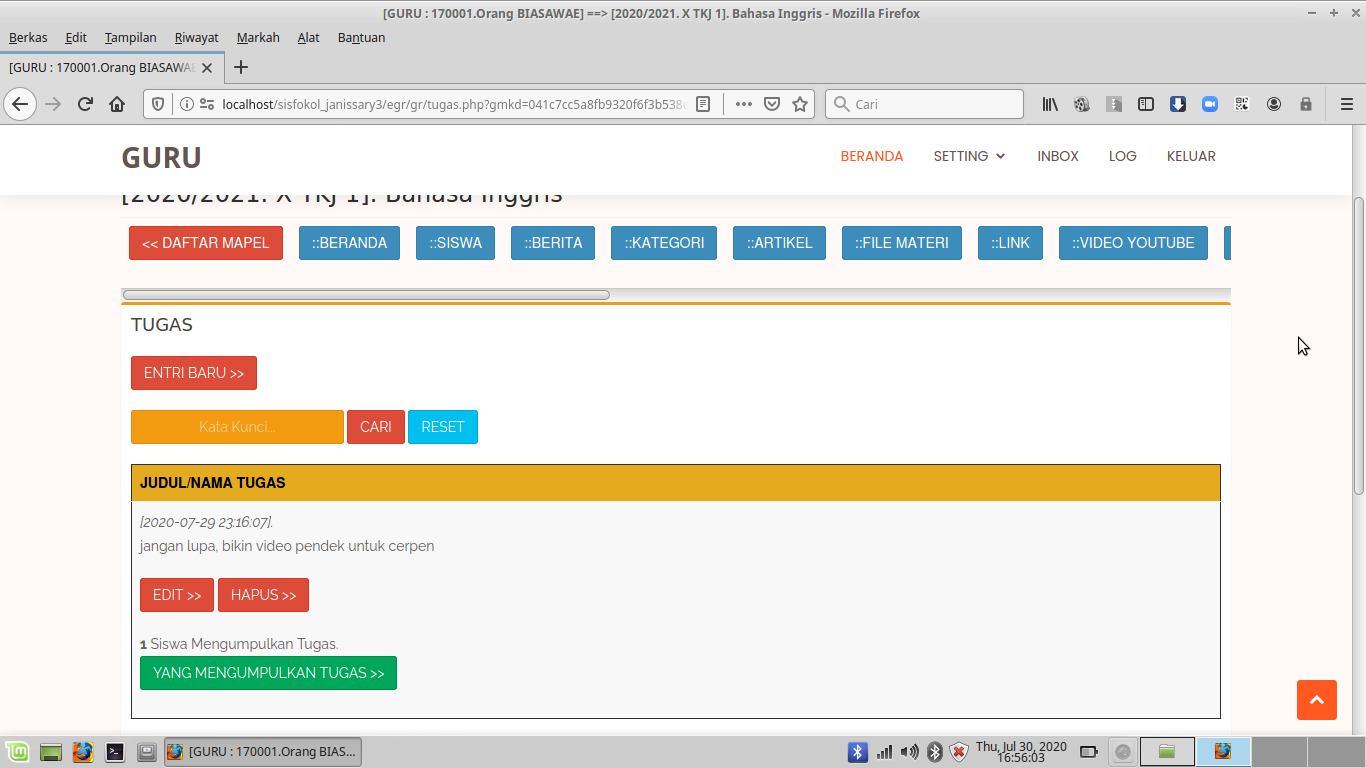 [GURU : 170001.Orang BIASAWAE] ==> [2020/2021. X TKJ 1]. Bahasa Inggris - Mozilla Firefox
Berkas Edit Tampilan Riwayat Markah Alat Bantuan
[GURU : 170001.Orang BIASAWAE
localhost/sisfokol_janissary3/egr/gr/tugas.php?gmkd=041c7cc5a8fb9320f6f3b538
Cari
GURU
BERANDA SETTING INBOX LOG KELUAR
[2020/2021. X TKJ 1]. Bahasa Inggris
<< DAFTAR MAPEL ::BERANDA ::SISWA ::BERITA ::KATEGORI ::ARTIKEL ::FILE MATERI ::LINK ::VIDEO YOUTUBE
TUGAS
ENTRI BARU >>
Kata Kunci... CARI RESET
JUDUL/NAMA TUGAS
[2020-07-29 23:16:07].
jangan lupa, bikin video pendek untuk cerpen
EDIT >> HAPUS >>
1 Siswa Mengumpulkan Tugas.
YANG MENGUMPULKAN TUGAS >>
[GURU : 170001.Orang BIAS...
Thu, Jul 30, 2020
16:56:03